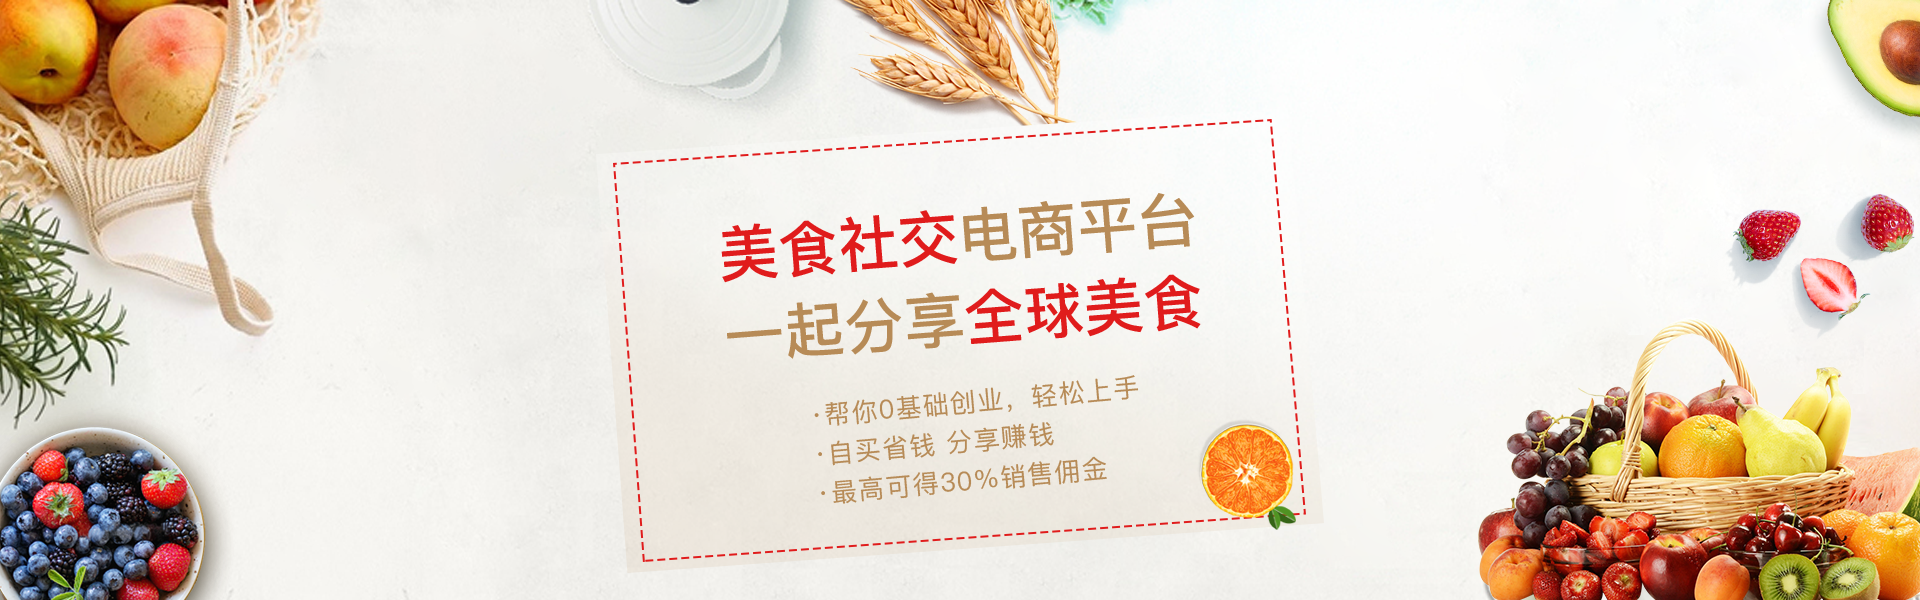 美食社交电商平台
一起分享全球美食
·帮你0基础创业，轻松上手
·自买省钱 分享赚钱
·最高可得30%销售佣金